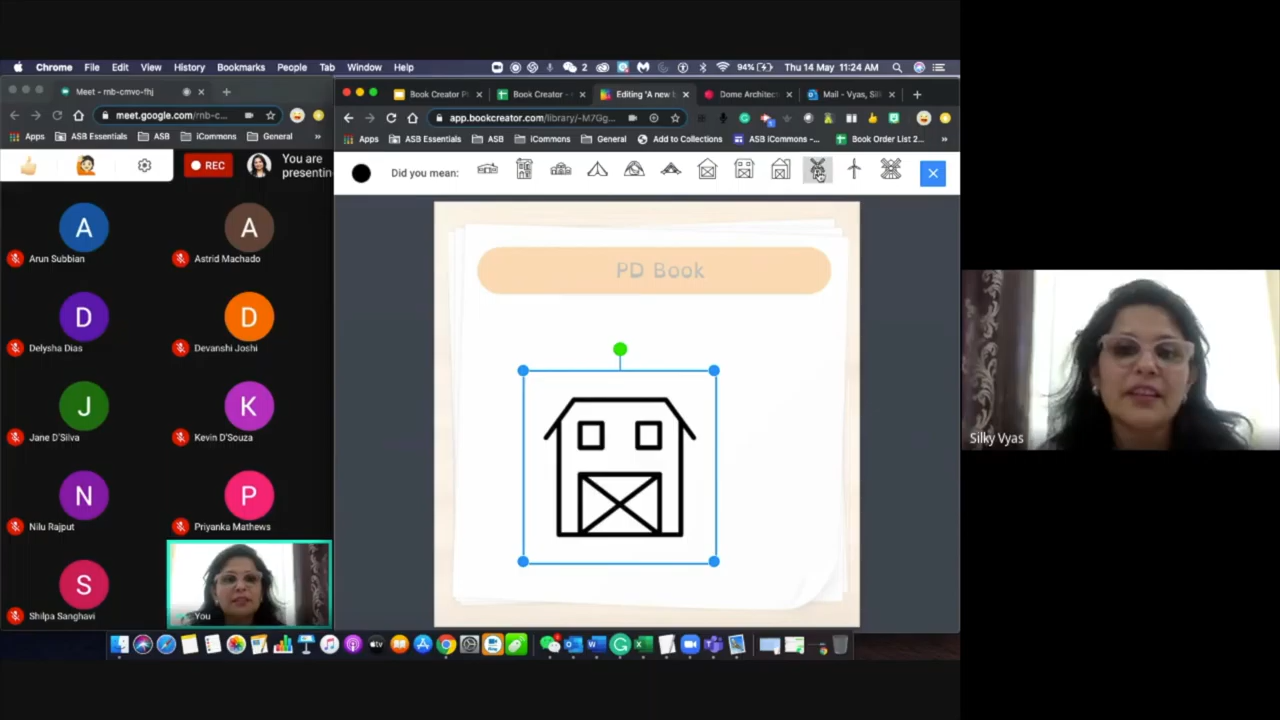 Chrome File Edit View History Bookmarks People Tab Window Help 2 94% Thu 14 May 11:24 AM
Meet - rnb-cmvo-fhj
Book Creator P
Book Creator -
Editing "A new b
Dome Architec
Mail - Vyas, Sil
meet.google.com/rnb-c...
app.bookcreator.com/library/-M7Gg...
Apps ASB Essentials ASB iCommons General »
Apps ASB Essentials ASB iCommons General Add to Collections ASB iCommons -... Book Order List 2... »
REC
You are
presentin
Did you mean:
PD Book
A
Arun Subbian
A
Astrid Machado
D
Delysha Dias
D
Devanshi Joshi
J
Jane D'Silva
K
Kevin D'Souza
N
Nilu Rajput
P
Priyanka Mathews
S
Shilpa Sanghavi
You
Silky Vyas
tv